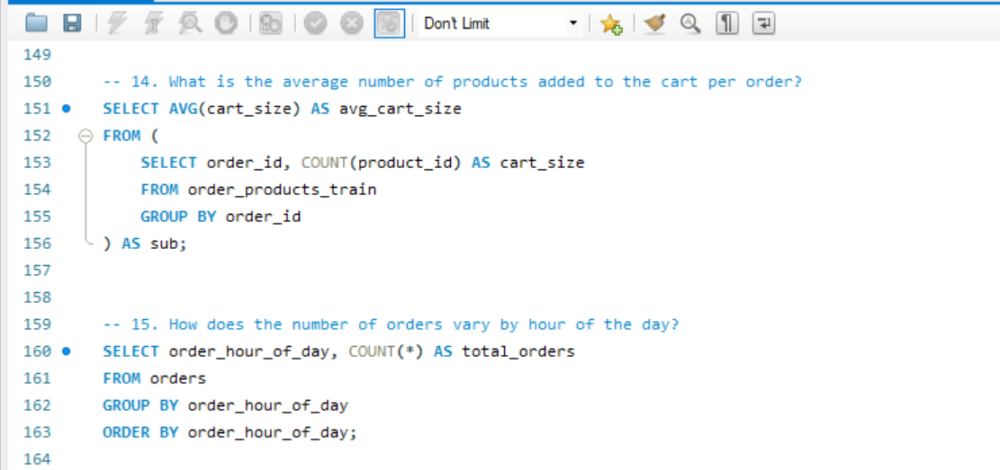 Don't Limit
149
150 -- 14. What is the average number of products added to the cart per order?
151 SELECT AVG(cart_size) AS avg_cart_size
152 FROM (
153 SELECT order_id, COUNT(product_id) AS cart_size
154 FROM order_products_train
155 GROUP BY order_id
156 ) AS sub;
157
158
159 -- 15. How does the number of orders vary by hour of the day?
160 SELECT order_hour_of_day, COUNT(*) AS total_orders
161 FROM orders
162 GROUP BY order_hour_of_day
163 ORDER BY order_hour_of_day;
164